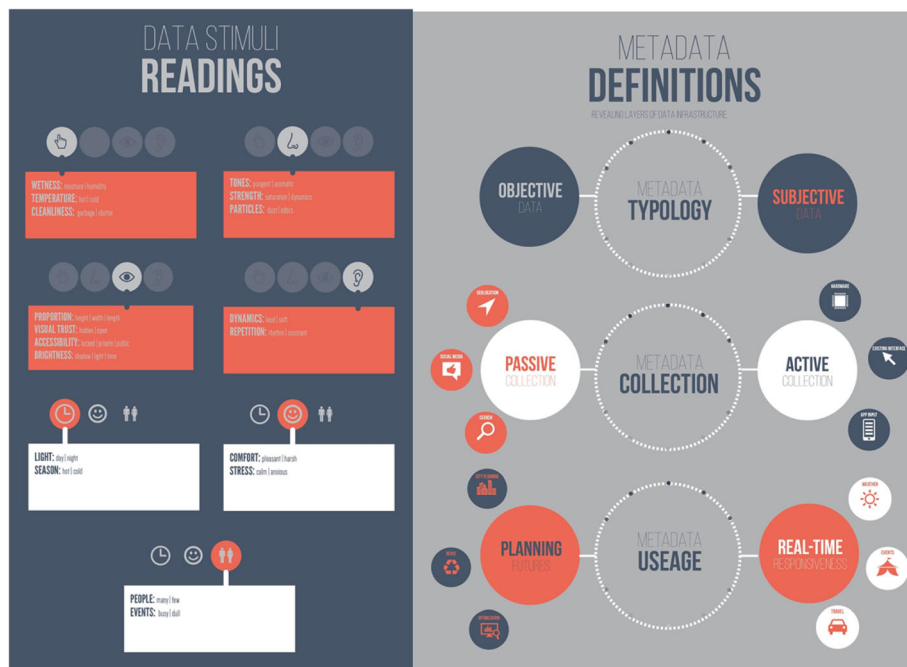 DATA STIMULI
READINGS
WETNESS: moisture | humidity
TEMPERATURE: hot | cold
CLEANLINESS: garbage | clutter
TONES: pungent | aromatic
STRENGTH: saturation | dynamics
PARTICLES: dust | odors
PROPORTION: height | width | length
VISUAL TRUST: hidden | open
ACCESSIBILITY: locked | private | public
BRIGHTNESS: shadow | light | tone
DYNAMICS: loud | soft
REPETITION: rhythm | constant
LIGHT: day | night
SEASON: hot | cold
COMFORT: pleasant | harsh
STRESS: calm | anxious
PEOPLE: many | few
EVENTS: busy | dull
METADATA
DEFINITIONS
REVEALING LAYERS OF DATA INFRASTRUCTURE
OBJECTIVE
DATA
METADATA
TYPOLOGY
SUBJECTIVE
DATA
GEOLOCATION
SOCIAL MEDIA
SEARCH
PASSIVE
COLLECTION
METADATA
COLLECTION
ACTIVE
COLLECTION
HARDWARE
EXISTING INTERFACE
APP INPUT
CITY PLANNING
OPTIMIZATION
PLANNING
FUTURES
METADATA
USEAGE
REAL-TIME
RESPONSIVENESS
WEATHER
EVENTS
TRAVEL